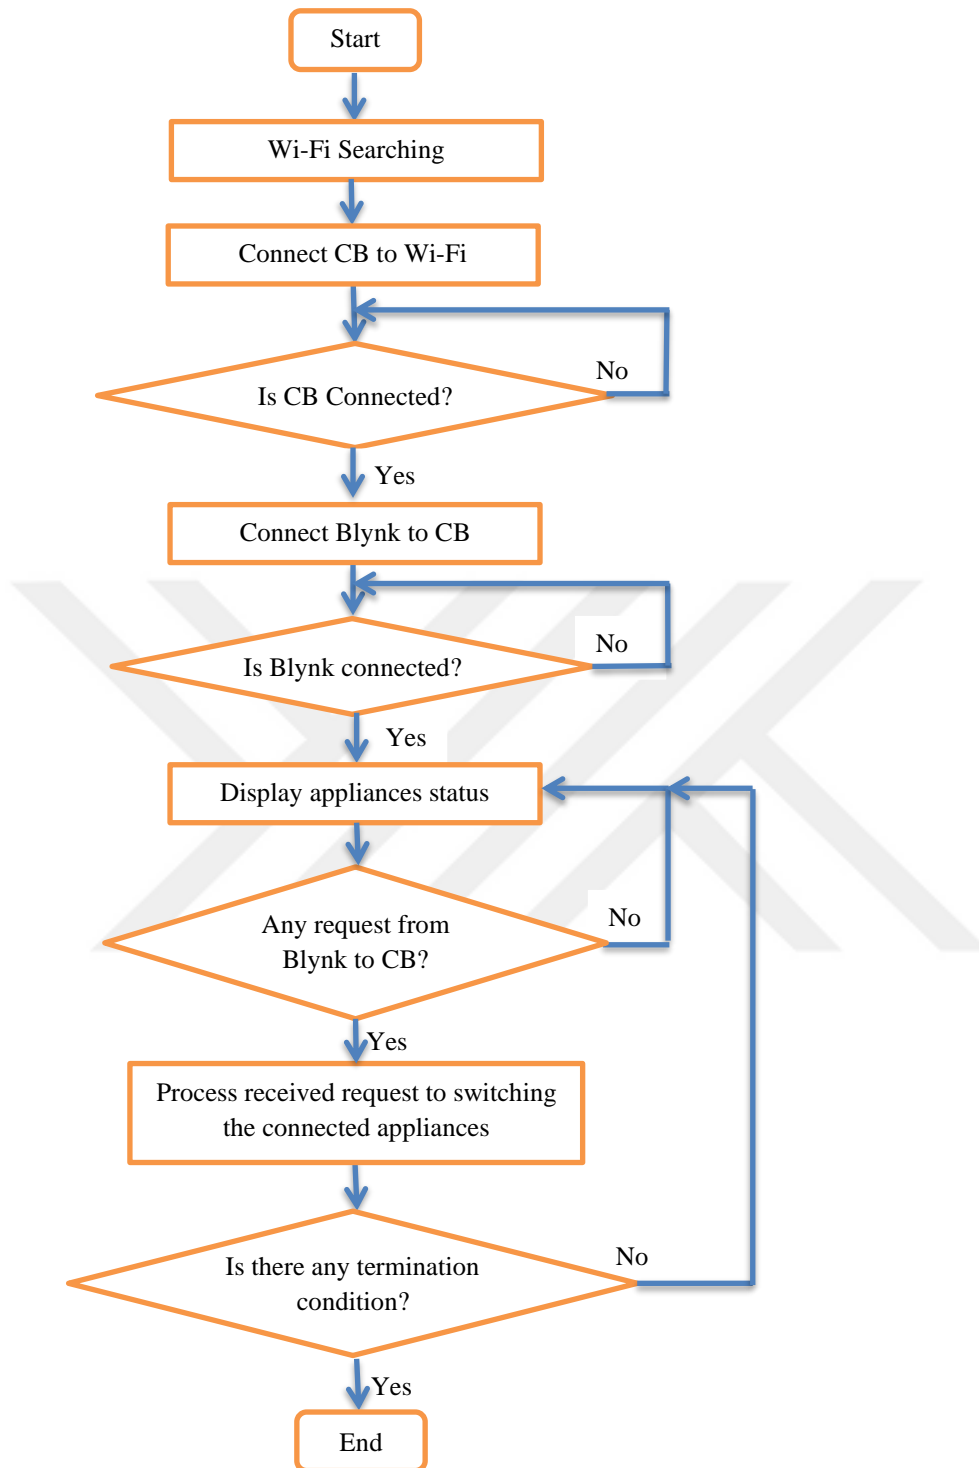 Start
Wi-Fi Searching
Connect CB to Wi-Fi
No
Is CB Connected?
Yes
Connect Blynk to CB
No
Is Blynk connected?
Yes
Display appliances status
No
Any request from
Blynk to CB?
Yes
Process received request to switching
the connected appliances
No
Is there any termination
condition?
Yes
End